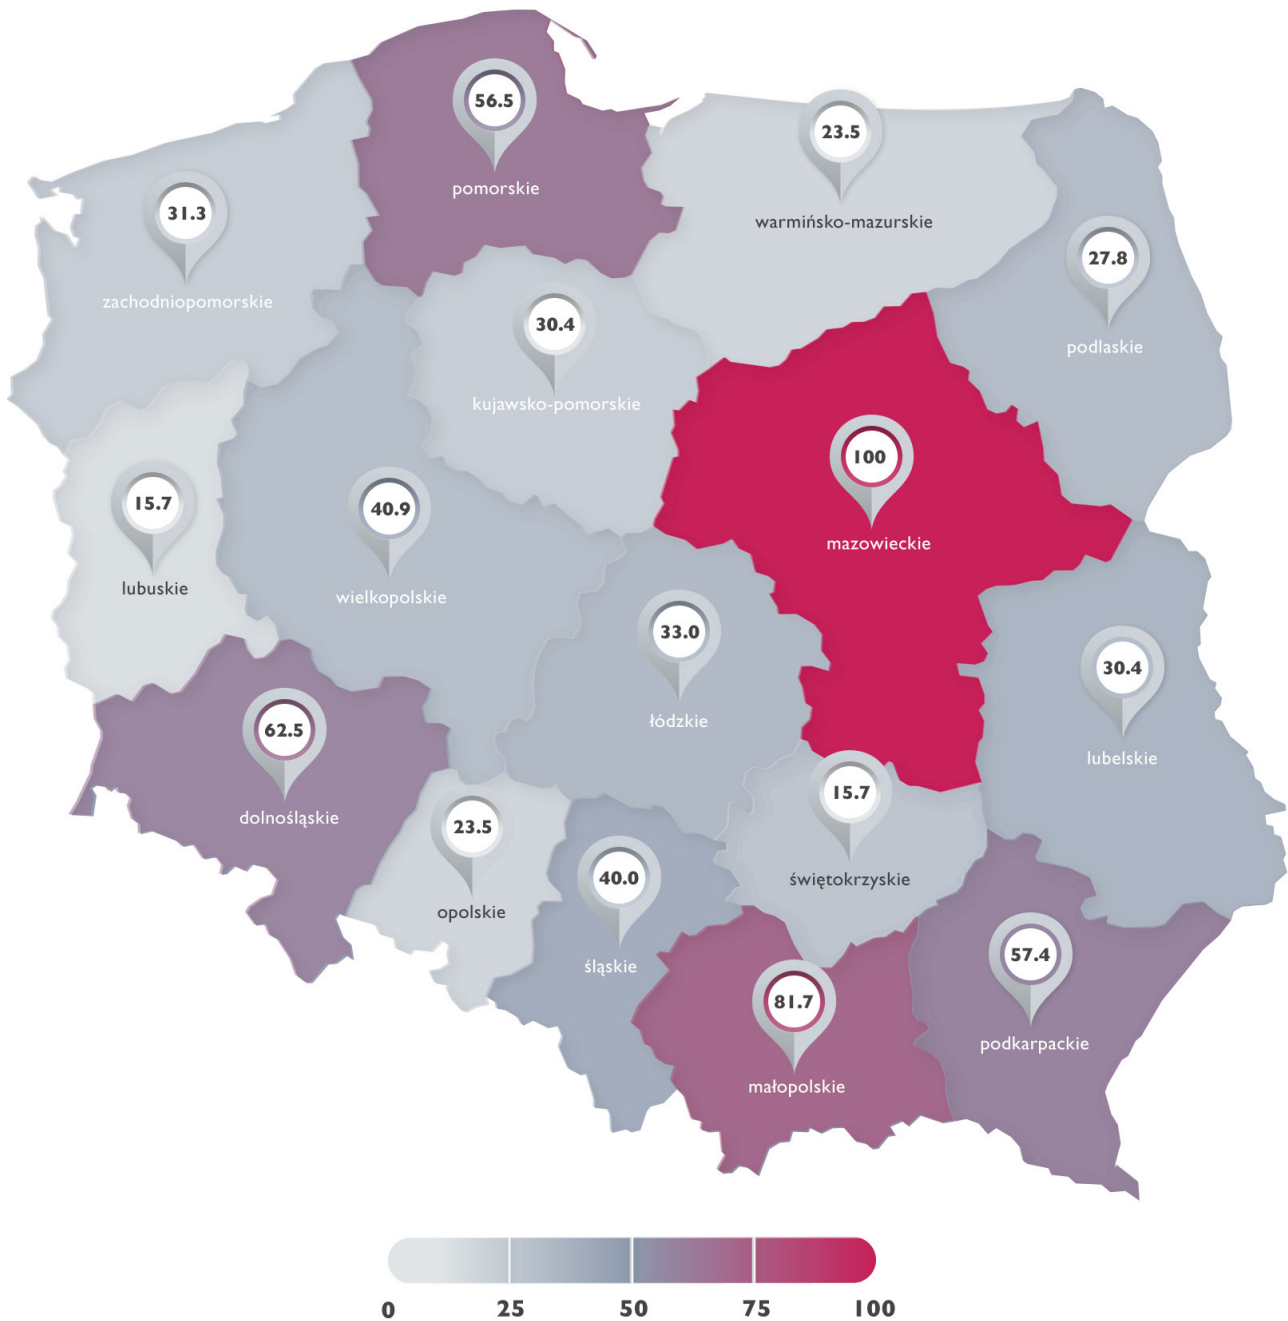 56.5
pomorskie
23.5
warmińsko-mazurskie
31.3
zachodniopomorskie
27.8
podlaskie
30.4
kujawsko-pomorskie
100
mazowieckie
15.7
lubuskie
40.9
wielkopolskie
33.0
łódzkie
30.4
lubelskie
62.5
dolnośląskie
15.7
świętokrzyskie
23.5
opolskie
40.0
śląskie
57.4
podkarpackie
81.7
małopolskie
0 25 50 75 100